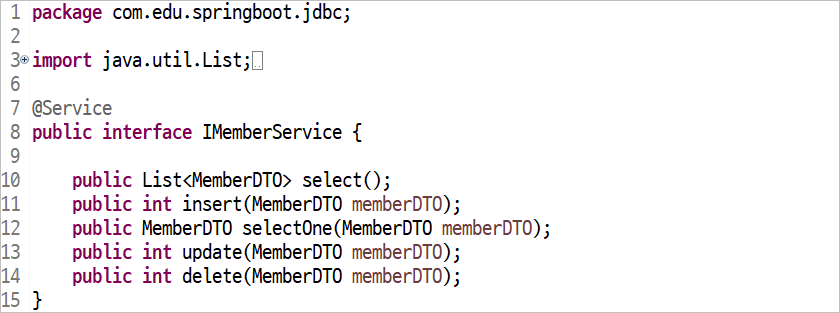 1 package com.edu.springboot.jdbc;
2
3 import java.util.List;
6
7 @Service
8 public interface IMemberService {
9
10 public List<MemberDTO> select();
11 public int insert(MemberDTO memberDTO);
12 public MemberDTO selectOne(MemberDTO memberDTO);
13 public int update(MemberDTO memberDTO);
14 public int delete(MemberDTO memberDTO);
15 }